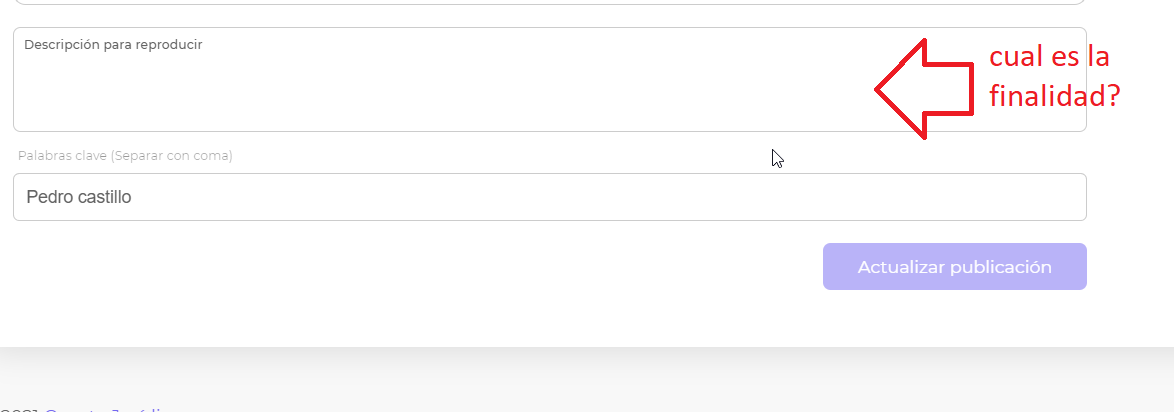 Descripción para reproducir
cual es la
finalidad?
Palabras clave (Separar con coma)
Pedro castillo
Actualizar publicación